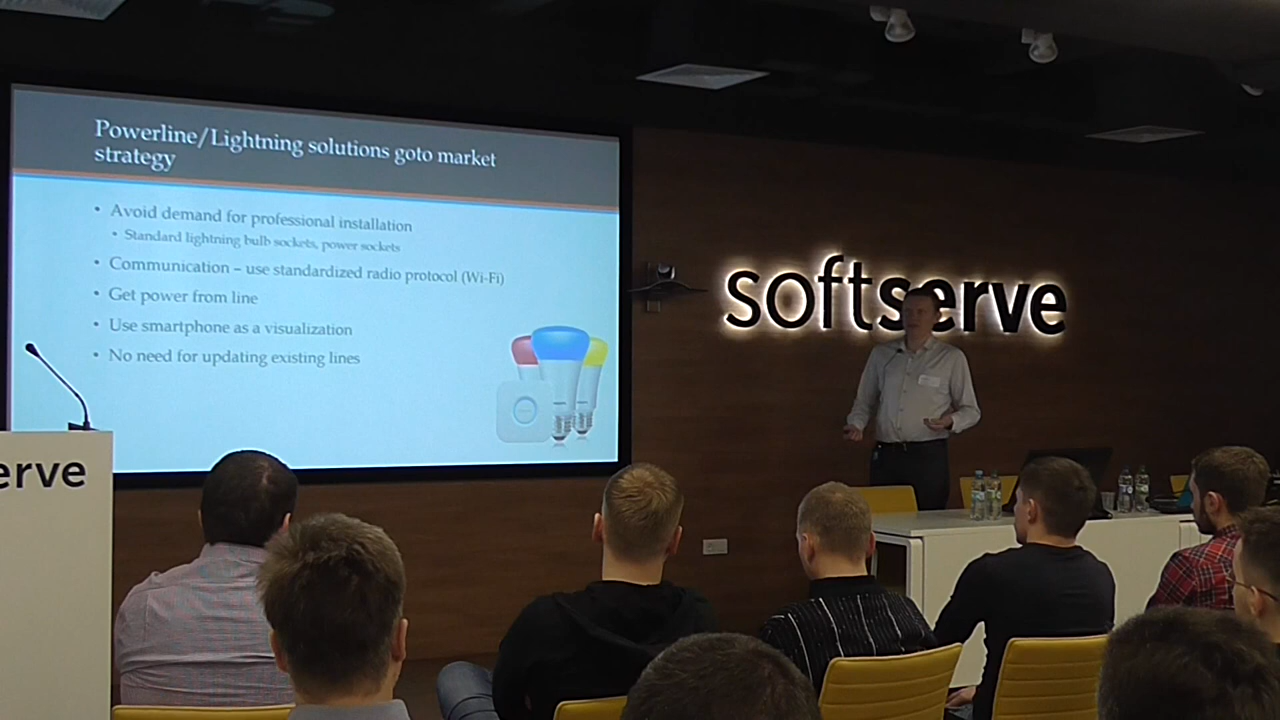 Powerline/Lightning solutions goto market
strategy
• Avoid demand for professional installation
• Standard lightning bulb sockets, power sockets
• Communication – use standardized radio protocol (Wi-Fi)
• Get power from line
• Use smartphone as a visualization
• No need for updating existing lines
softserve
erve